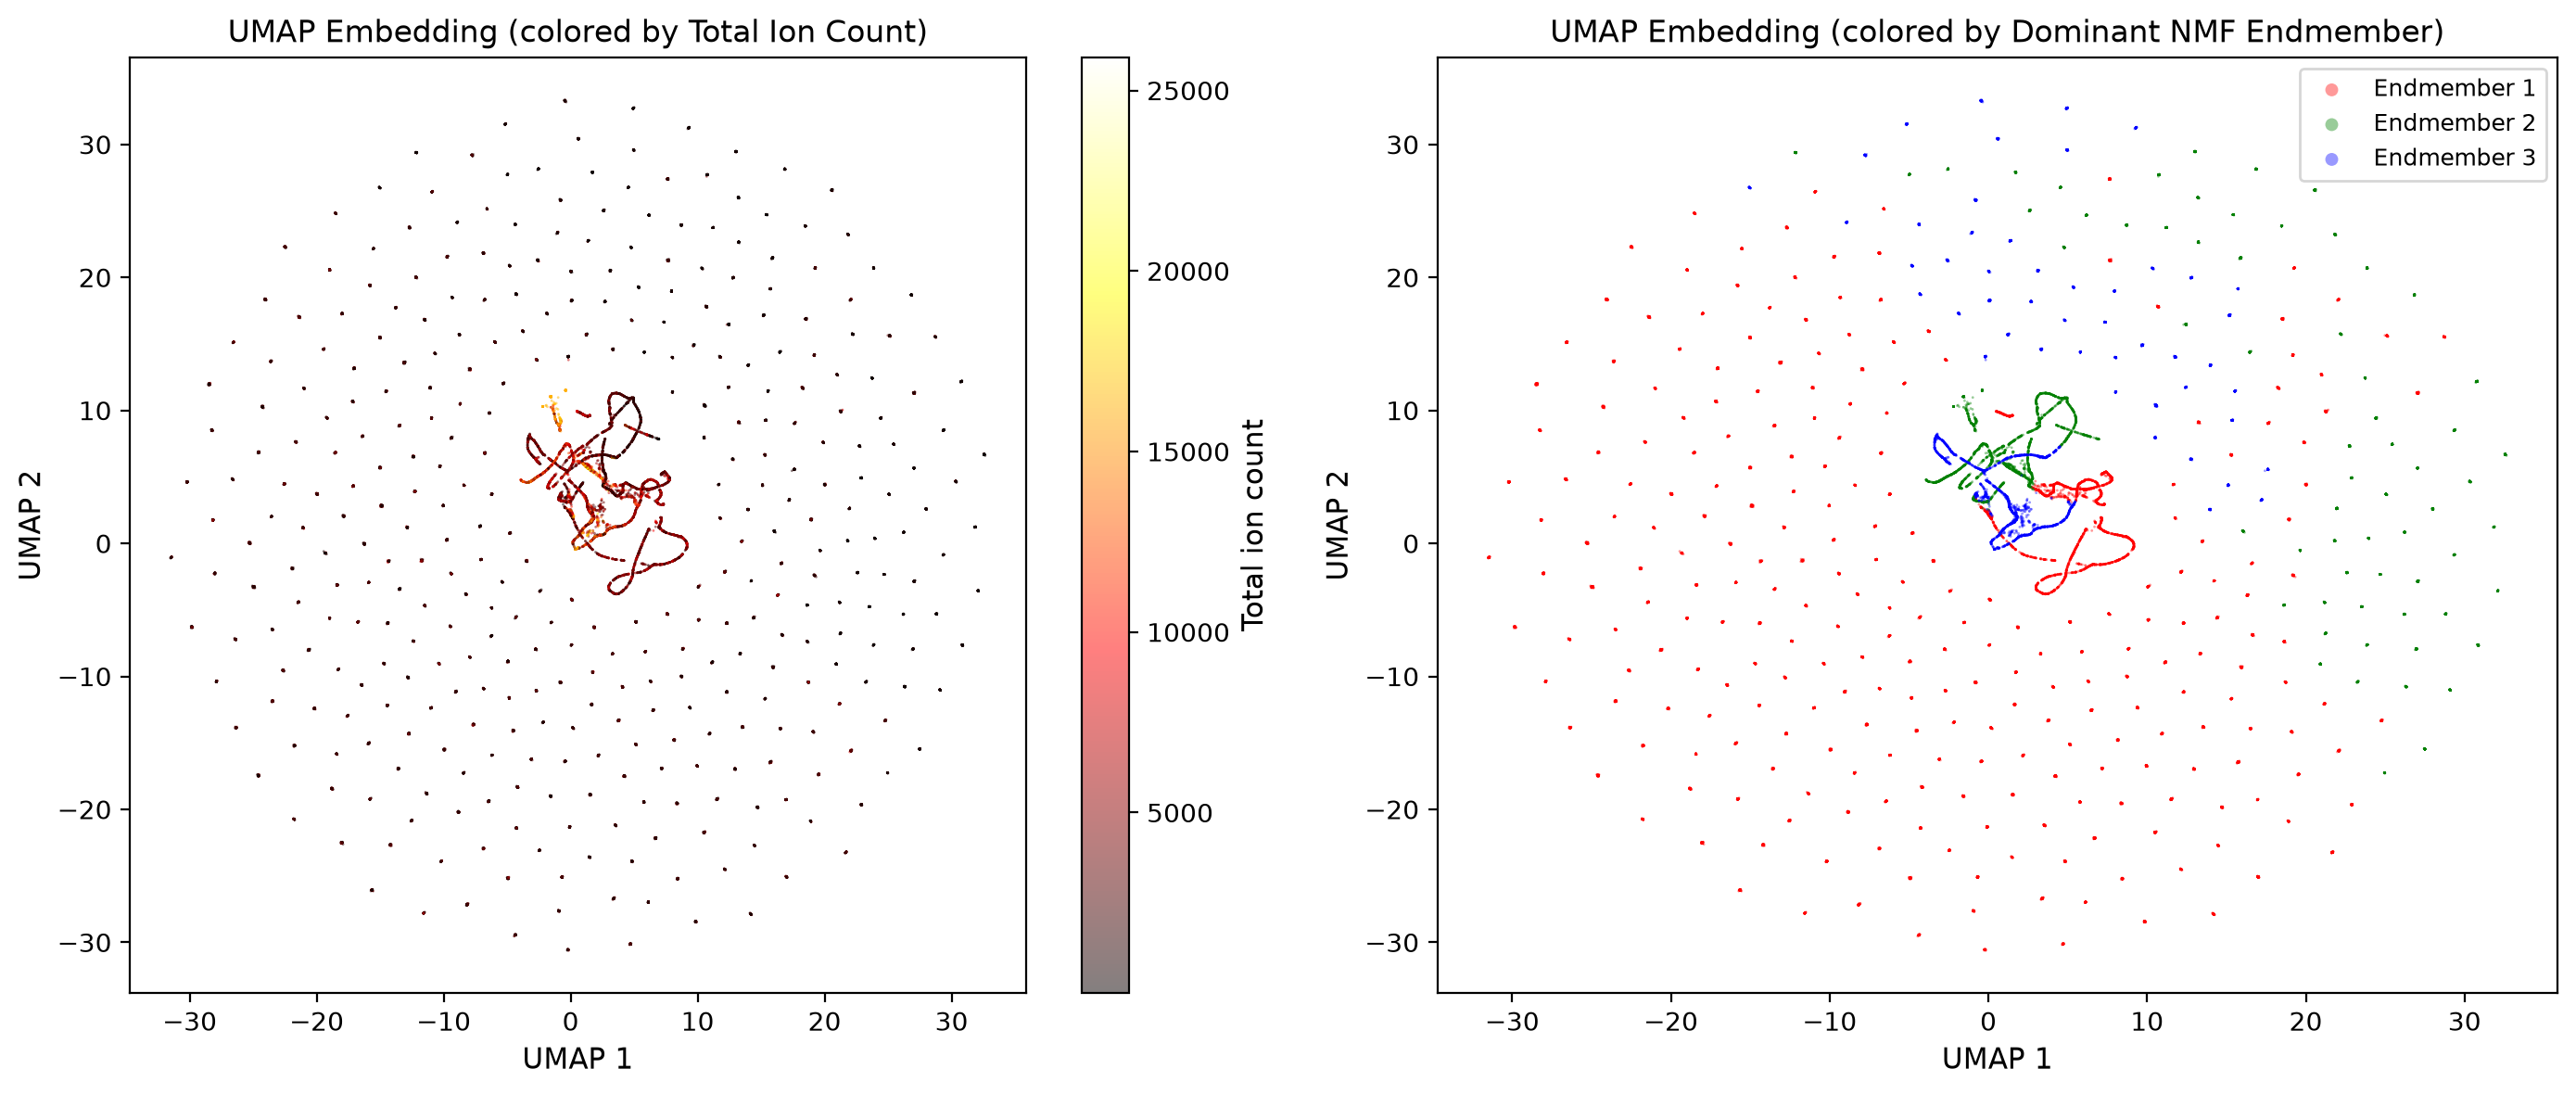 UMAP Embedding (colored by Total Ion Count)
30
20
10
0
−10
−20
−30
−30 −20 −10 0 10 20 30
UMAP 1
UMAP 2
25000
20000
15000
10000
5000
Total ion count
UMAP Embedding (colored by Dominant NMF Endmember)
Endmember 1
Endmember 2
Endmember 3
30
20
10
0
−10
−20
−30
−30 −20 −10 0 10 20 30
UMAP 1
UMAP 2